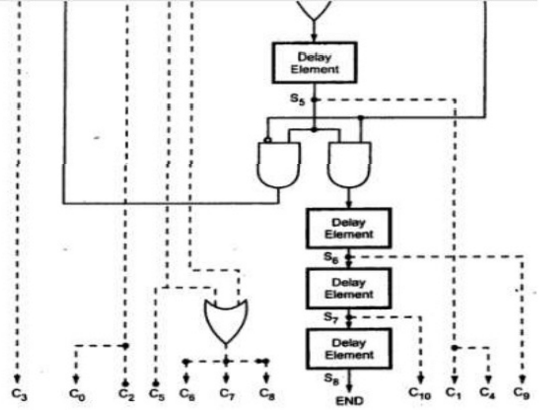 Delay
Element
S5
Delay
Element
S6
Delay
Element
S7
Delay
Element
S8
END
C3
C0
C2
C5
C6
C7
C8
C10
C1
C4
C9